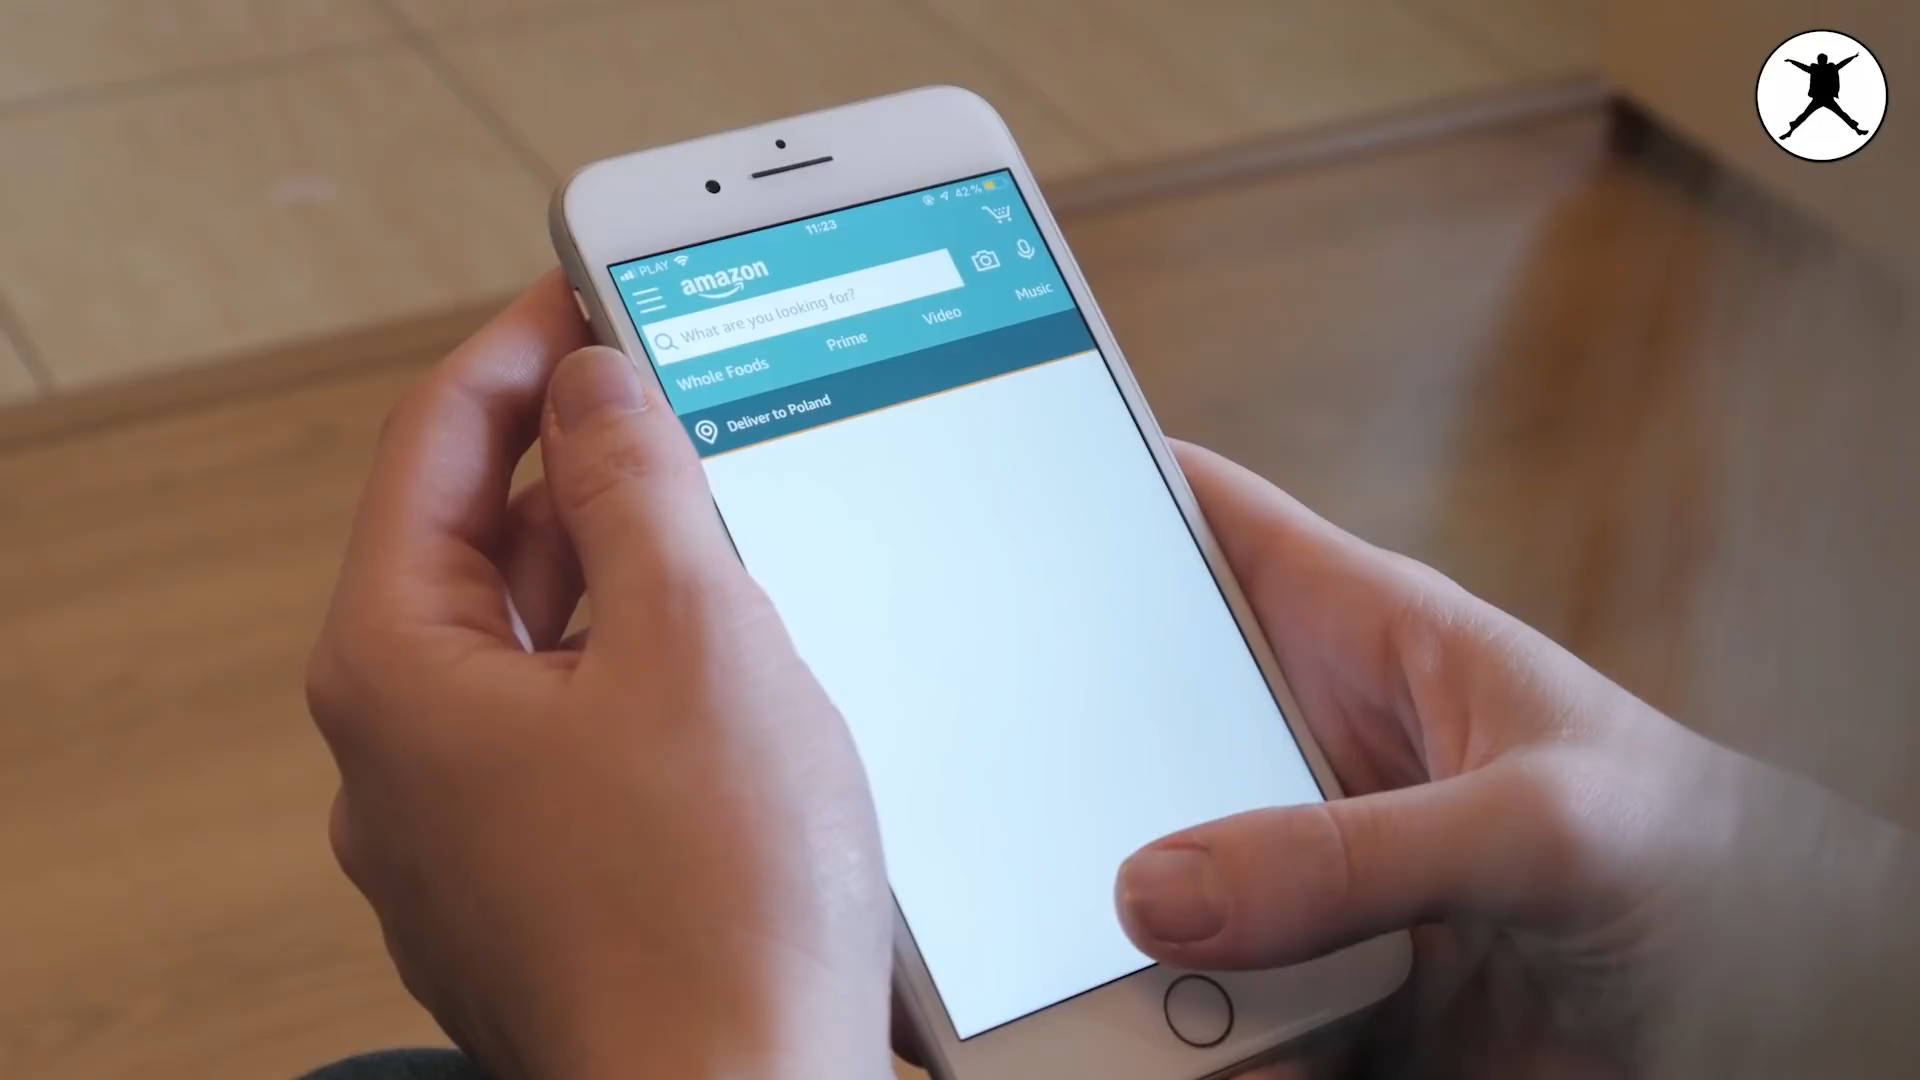 PLAY 11:23 42%
amazon
What are you looking for?
Whole Foods Prime Video Music
Deliver to Poland